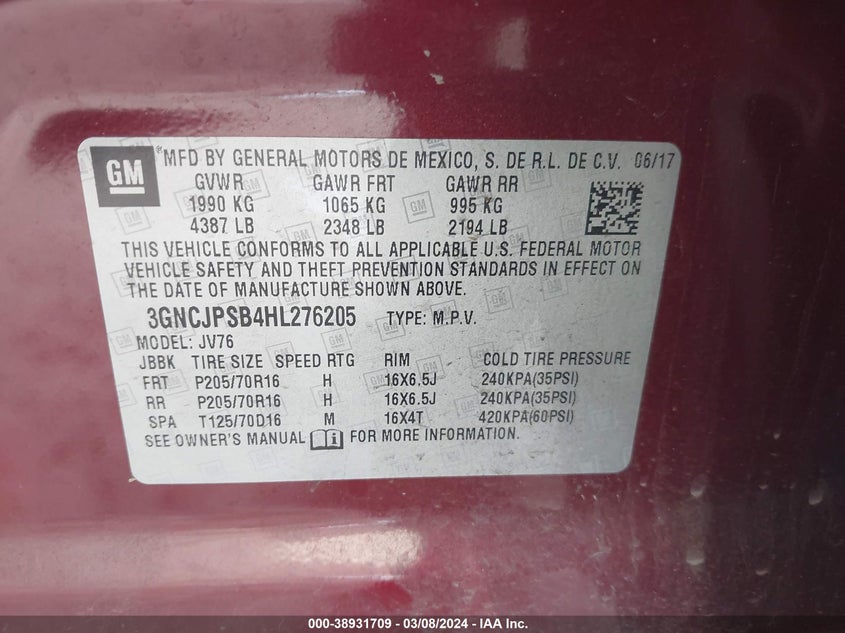 GM
MFD BY GENERAL MOTORS DE MEXICO, S. DE R.L. DE C.V. 06/17
GVWR GAWR FRT GAWR RR
1990 KG 1065 KG 995 KG
4387 LB 2348 LB 2194 LB
THIS VEHICLE CONFORMS TO ALL APPLICABLE U.S. FEDERAL MOTOR
VEHICLE SAFETY AND THEFT PREVENTION STANDARDS IN EFFECT ON
THE DATE OF MANUFACTURE SHOWN ABOVE.
3GNCJPSB4HL276205 TYPE: M.P.V.
MODEL: JV76
JBBK TIRE SIZE SPEED RTG RIM COLD TIRE PRESSURE
FRT P205/70R16 H 16X6.5J 240KPA(35PSI)
RR P205/70R16 H 16X6.5J 240KPA(35PSI)
SPA T125/70D16 M 16X4T 420KPA(60PSI)
SEE OWNER'S MANUAL FOR MORE INFORMATION.
000-38931709 - 03/08/2024 - IAA Inc.